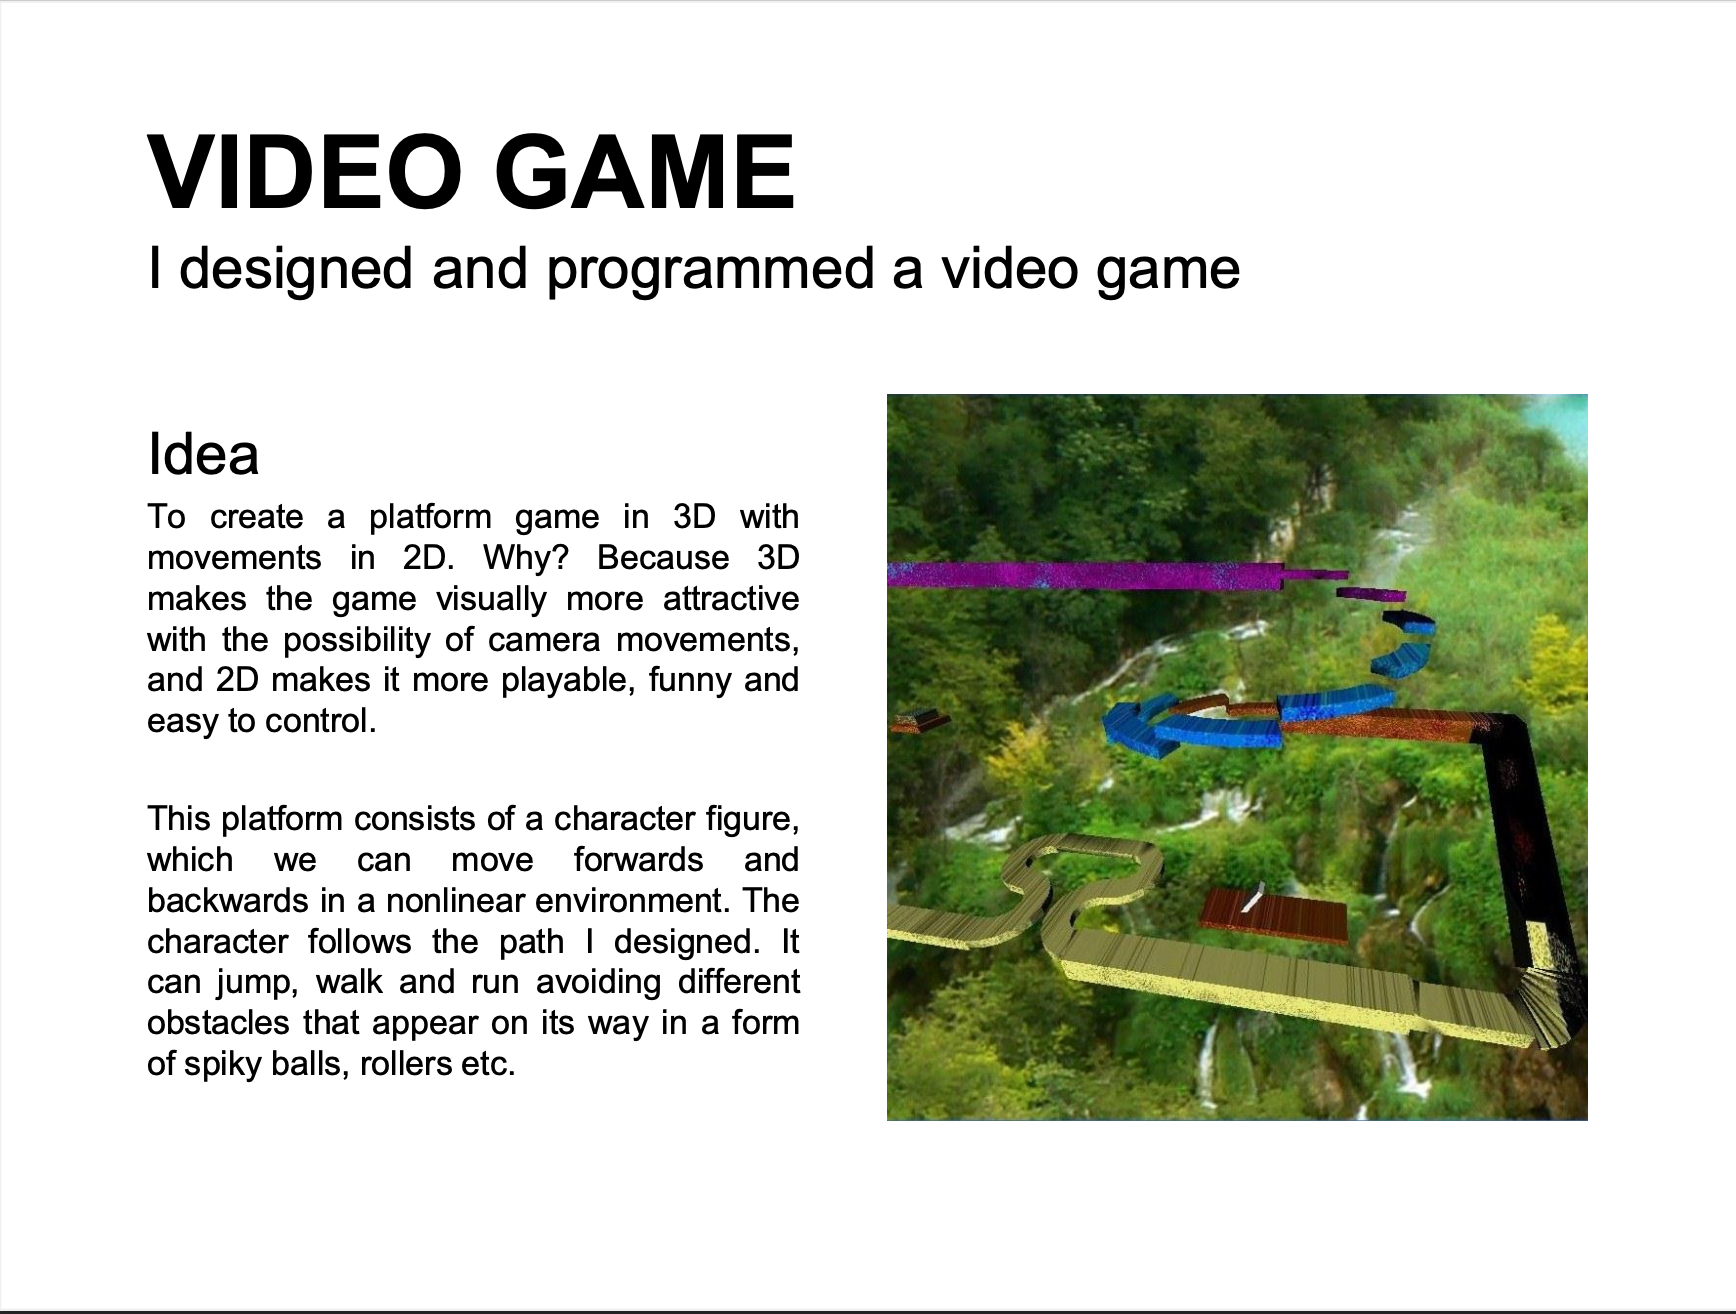 VIDEO GAME
I designed and programmed a video game
Idea
To create a platform game in 3D with
movements in 2D. Why? Because 3D
makes the game visually more attractive
with the possibility of camera movements,
and 2D makes it more playable, funny and
easy to control.
This platform consists of a character figure,
which we can move forwards and
backwards in a nonlinear environment. The
character follows the path I designed. It
can jump, walk and run avoiding different
obstacles that appear on its way in a form
of spiky balls, rollers etc.